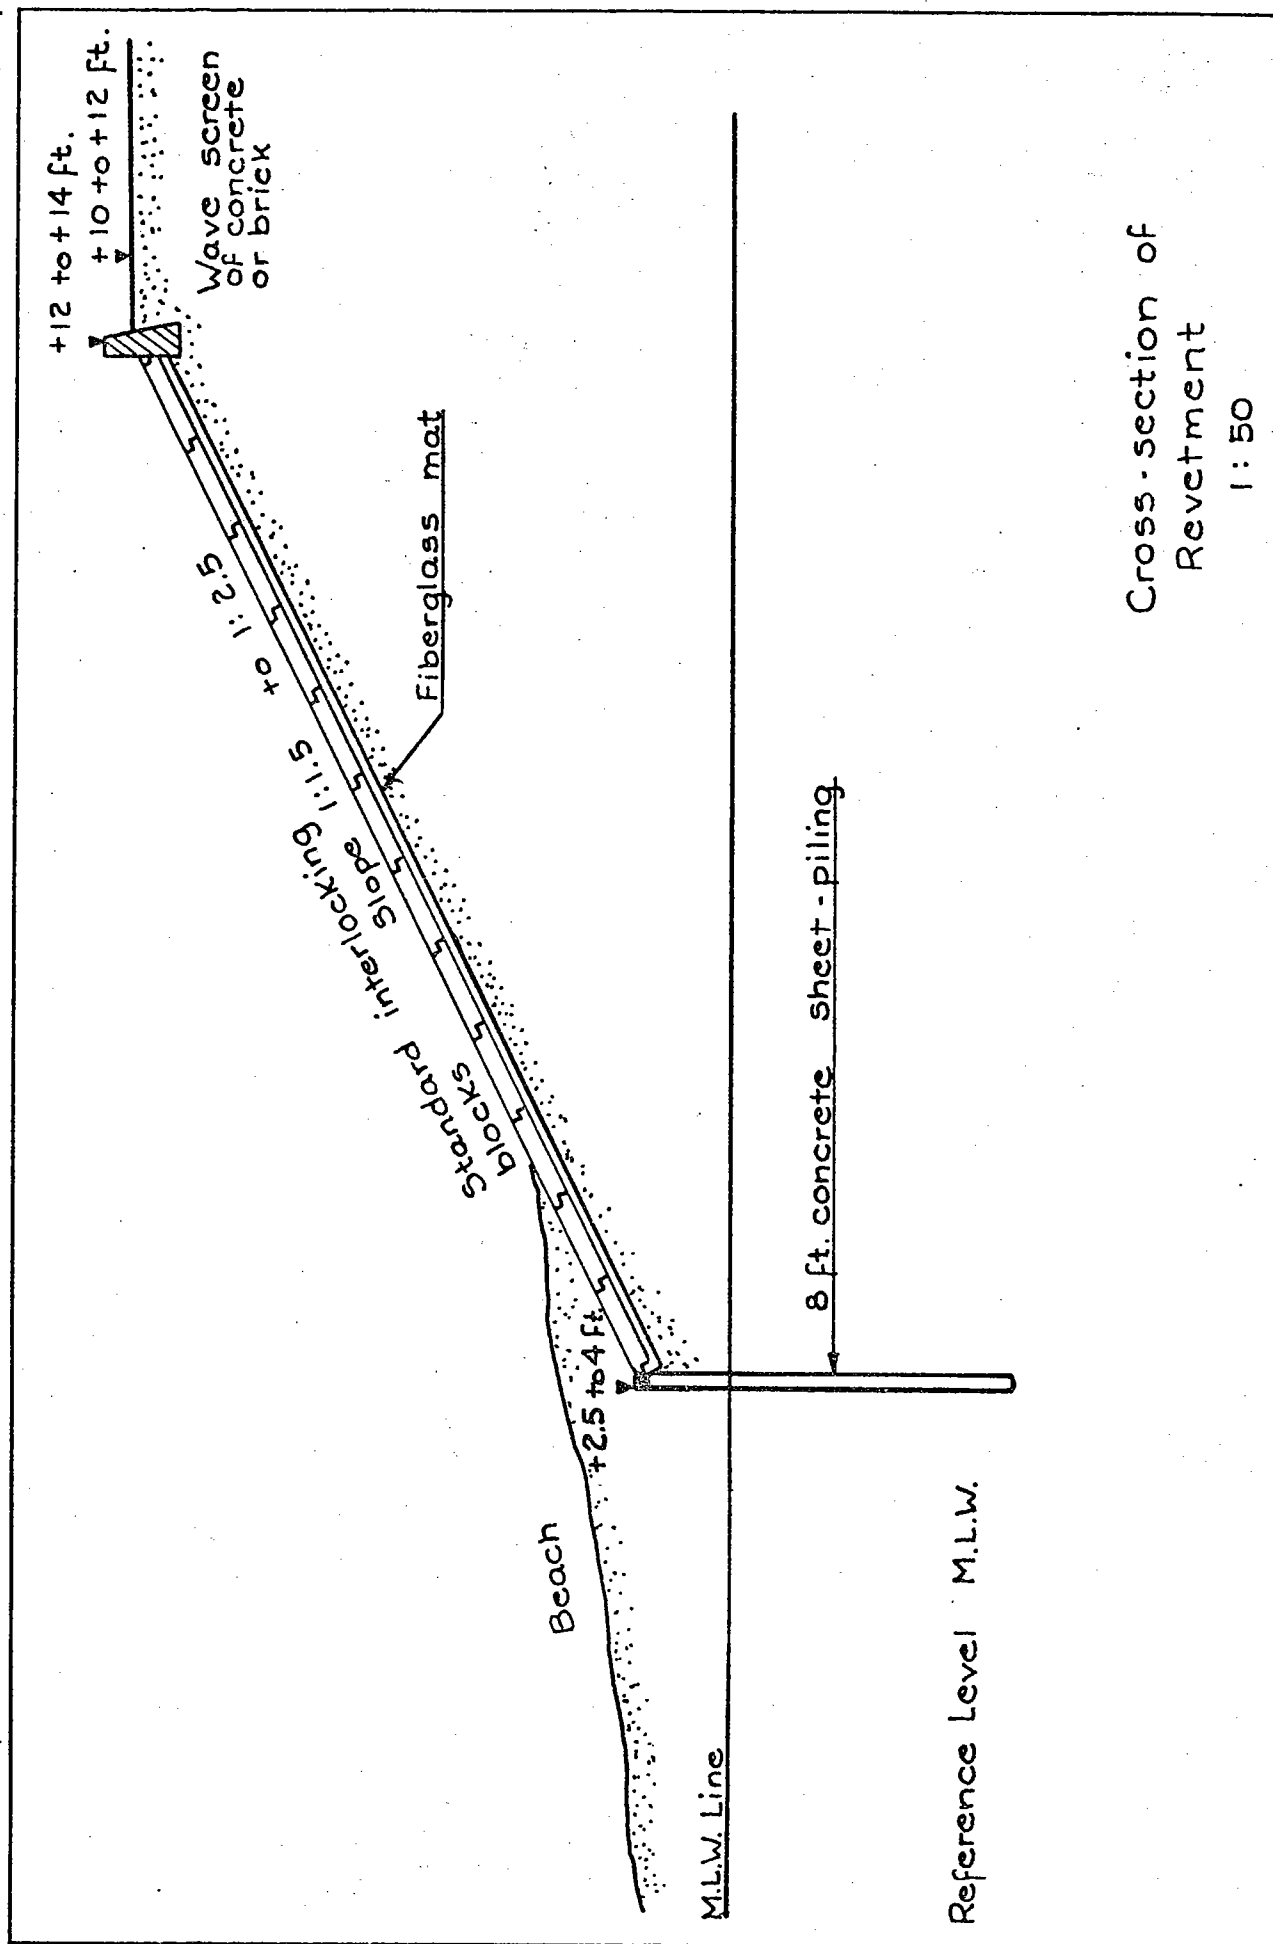 +12 to +14 ft.
+10 to +12 ft.
Wave screen
of concrete
or brick
Slope 1:1.5 to 1:2.5
Standard interlocking
blocks
Fiberglass mat
Beach
+2.5 to 4 ft.
M.L.W. Line
8 ft. concrete sheet-piling
Reference Level M.L.W.
Cross-section of
Revetment
1:50